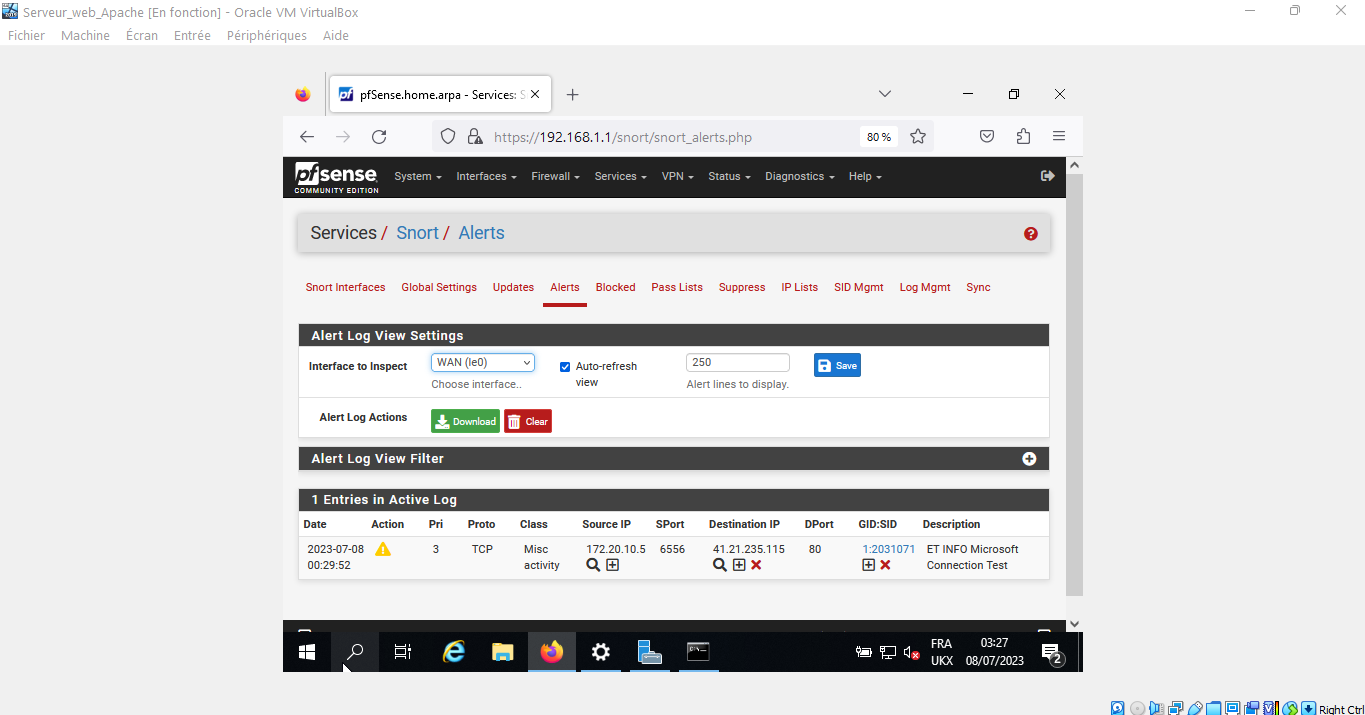 Serveur_web_Apache [En fonction] - Oracle VM VirtualBox
Fichier Machine Écran Entrée Périphériques Aide
pfSense.home.arpa - Services: S
https://192.168.1.1/snort/snort_alerts.php 80 %
pfsense COMMUNITY EDITION
System Interfaces Firewall Services VPN Status Diagnostics Help
Services / Snort / Alerts
Snort Interfaces Global Settings Updates Alerts Blocked Pass Lists Suppress IP Lists SID Mgmt Log Mgmt Sync
Alert Log View Settings
Interface to Inspect WAN (le0) Auto-refresh view 250 Save
Choose interface.. Alert lines to display.
Alert Log Actions Download Clear
Alert Log View Filter
1 Entries in Active Log
Date Action Pri Proto Class Source IP SPort Destination IP DPort GID:SID Description
2023-07-08 3 TCP Misc 172.20.10.5 6556 41.21.235.115 80 1:2031071 ET INFO Microsoft
00:29:52 activity Connection Test
FRA 03:27
UKX 08/07/2023 2
Right Ctrl